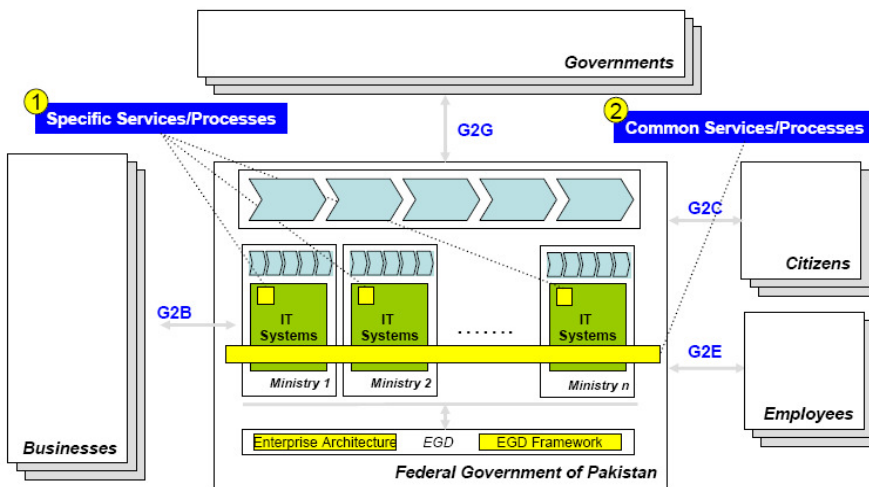 Governments
1
Specific Services/Processes
G2G
2
Common Services/Processes
G2C
Citizens
G2B
IT
Systems
IT
Systems
.......
IT
Systems
Ministry 1
Ministry 2
Ministry n
G2E
Employees
Businesses
Enterprise Architecture
EGD
EGD Framework
Federal Government of Pakistan